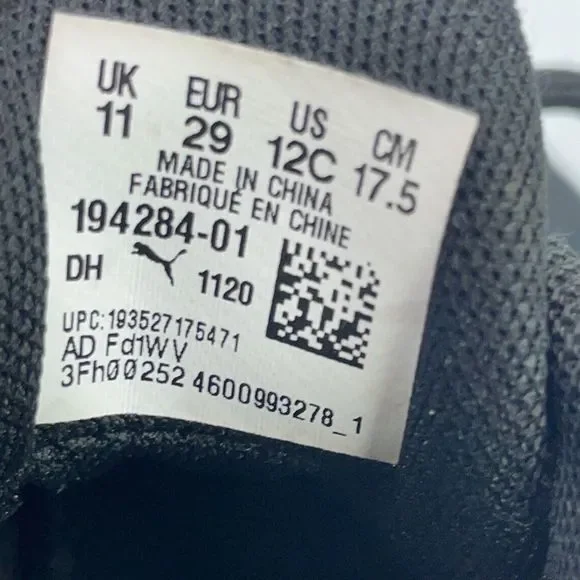 UK EUR US CM
11 29 12C 17.5
MADE IN CHINA
FABRIQUÉ EN CHINE
194284-01
DH 1120
UPC:193527175471
AD Fd1WV
3Fh00252 4600993278_1